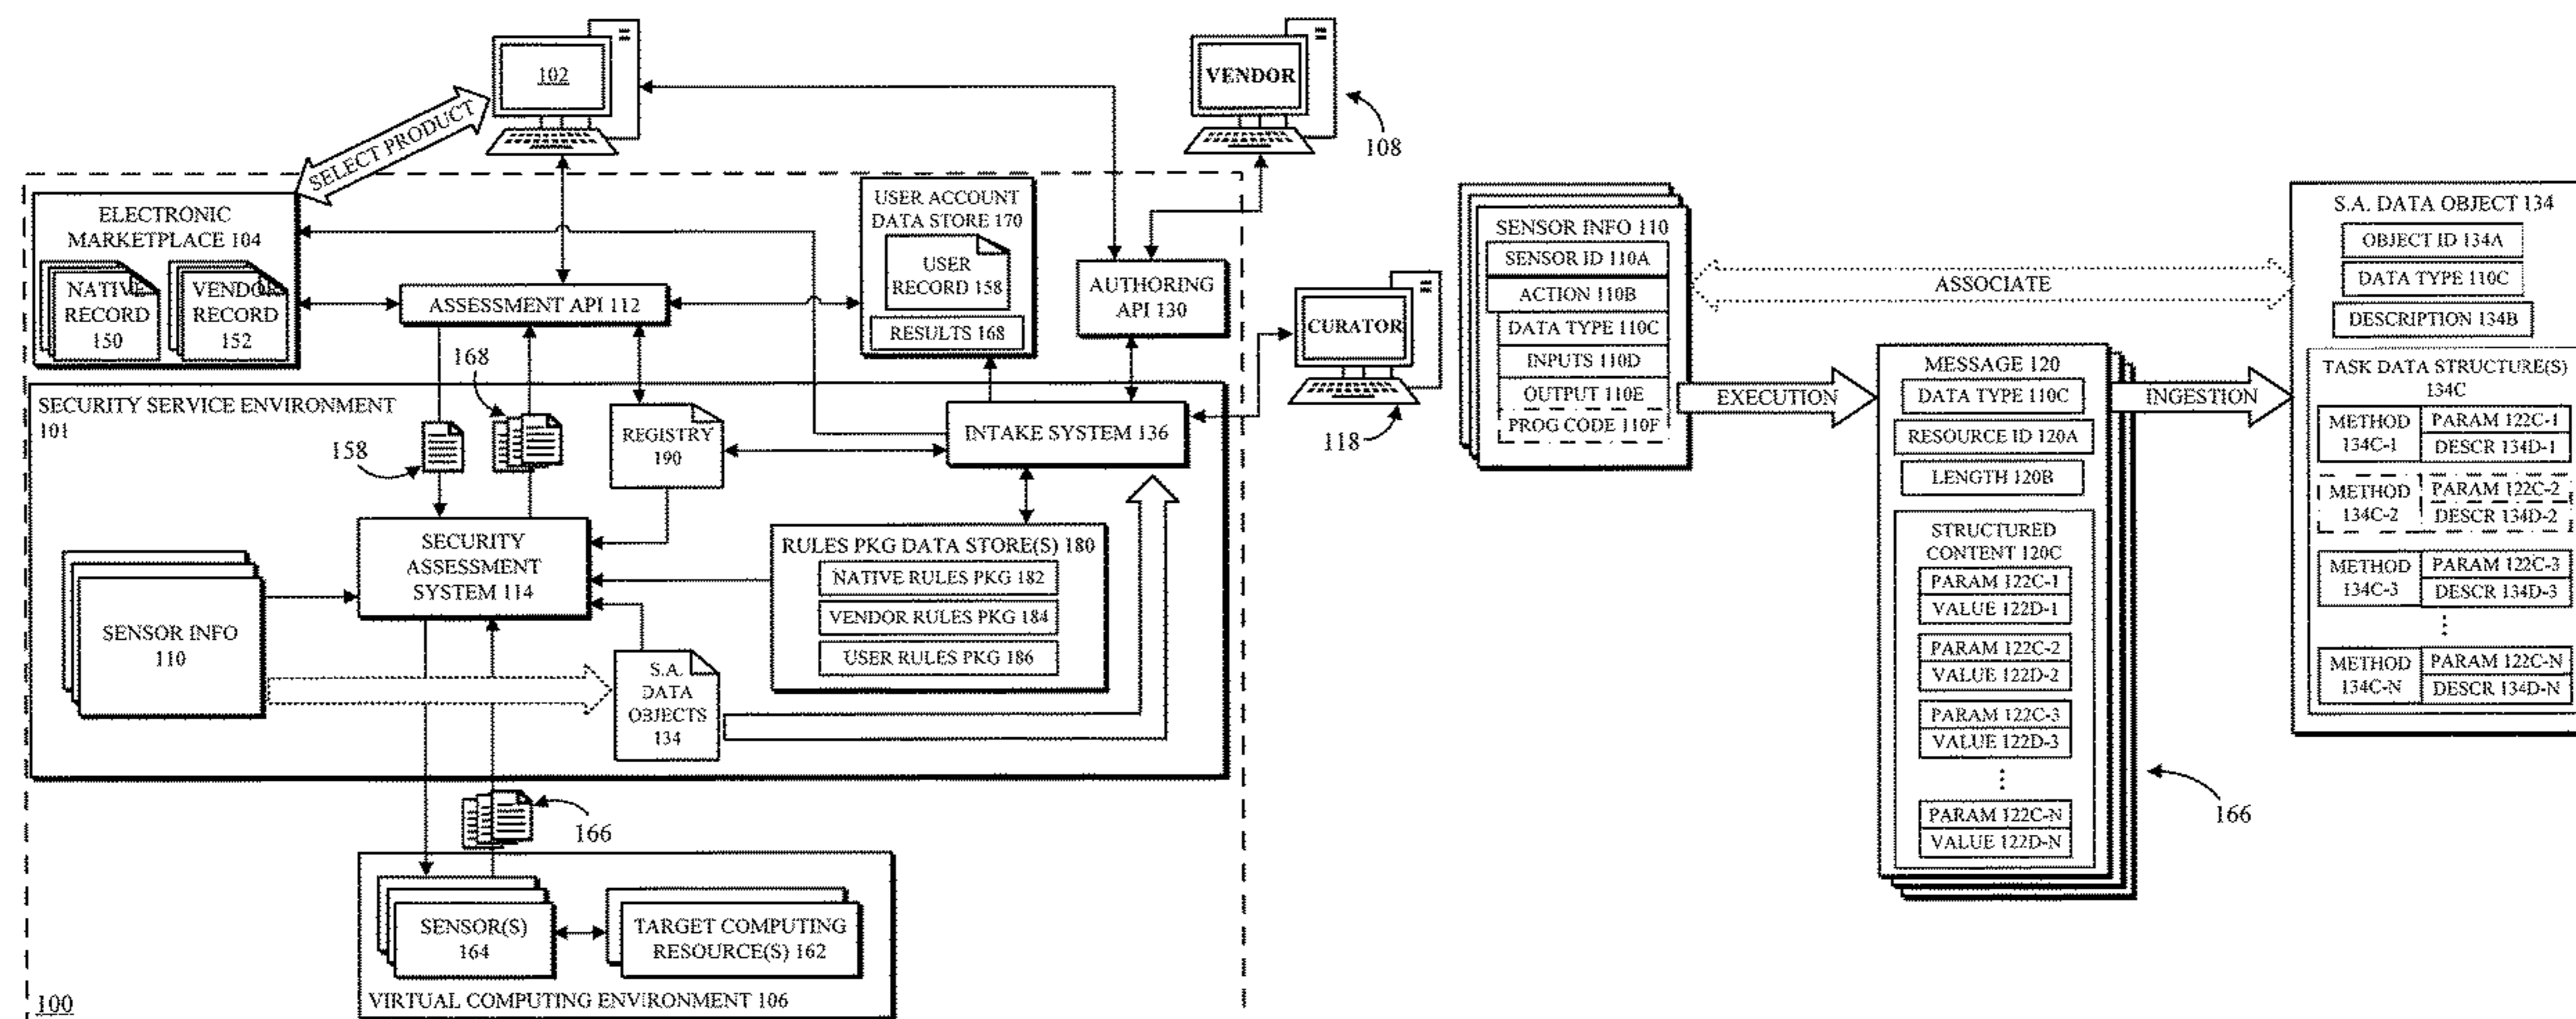 102
VENDOR
108
SELECT PRODUCT
ELECTRONIC
MARKETPLACE 104
NATIVE
RECORD
150
VENDOR
RECORD
152
ASSESSMENT API 112
USER ACCOUNT
DATA STORE 170
USER
RECORD 158
RESULTS 168
AUTHORING
API 130
CURATOR
118
SECURITY SERVICE ENVIRONMENT
101
158
168
REGISTRY
190
INTAKE SYSTEM 136
SECURITY
ASSESSMENT
SYSTEM 114
RULES PKG DATA STORE(S) 180
NATIVE RULES PKG 182
VENDOR RULES PKG 184
USER RULES PKG 186
SENSOR INFO
110
S.A.
DATA
OBJECTS
134
166
SENSOR(S)
164
TARGET COMPUTING
RESOURCE(S) 162
VIRTUAL COMPUTING ENVIRONMENT 106
100
SENSOR INFO 110
SENSOR ID 110A
ACTION 110B
DATA TYPE 110C
INPUTS 110D
OUTPUT 110E
PROG CODE 110F
ASSOCIATE
EXECUTION
MESSAGE 120
DATA TYPE 110C
RESOURCE ID 120A
LENGTH 120B
STRUCTURED
CONTENT 120C
PARAM 122C-1
VALUE 122D-1
PARAM 122C-2
VALUE 122D-2
PARAM 122C-3
VALUE 122D-3
PARAM 122C-N
VALUE 122D-N
166
INGESTION
S.A. DATA OBJECT 134
OBJECT ID 134A
DATA TYPE 110C
DESCRIPTION 134B
TASK DATA STRUCTURE(S)
134C
METHOD
134C-1
PARAM 122C-1
DESCR 134D-1
METHOD
134C-2
PARAM 122C-2
DESCR 134D-2
METHOD
134C-3
PARAM 122C-3
DESCR 134D-3
METHOD
134C-N
PARAM 122C-N
DESCR 134D-N